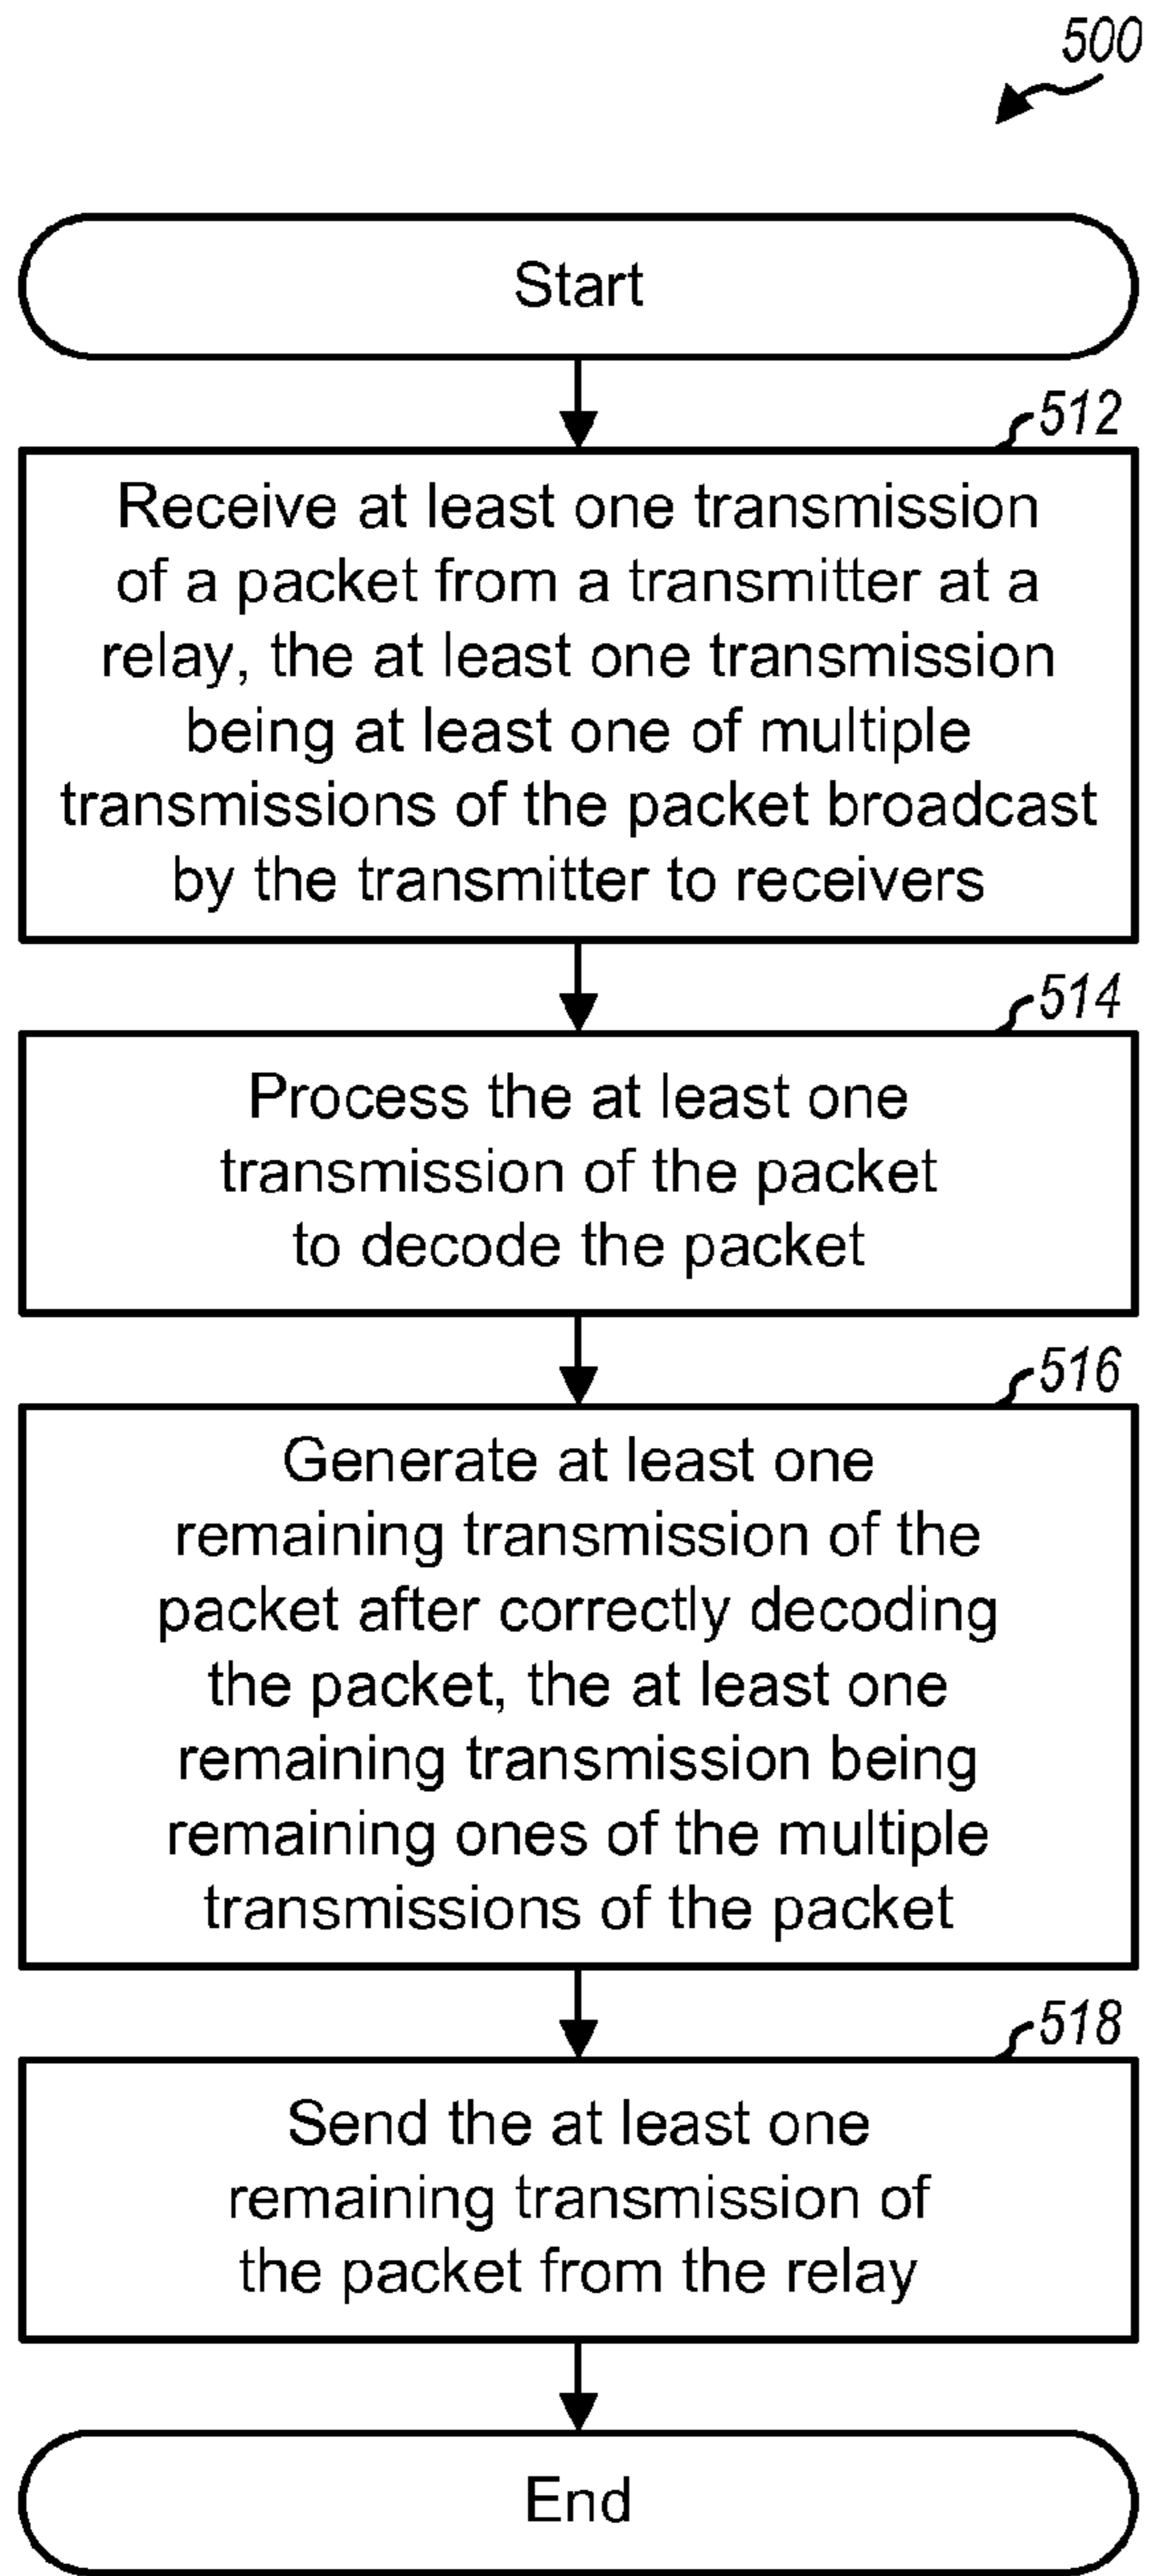 500
Start
512
Receive at least one transmission
of a packet from a transmitter at a
relay, the at least one transmission
being at least one of multiple
transmissions of the packet broadcast
by the transmitter to receivers
514
Process the at least one
transmission of the packet
to decode the packet
516
Generate at least one
remaining transmission of the
packet after correctly decoding
the packet, the at least one
remaining transmission being
remaining ones of the multiple
transmissions of the packet
518
Send the at least one
remaining transmission of
the packet from the relay
End